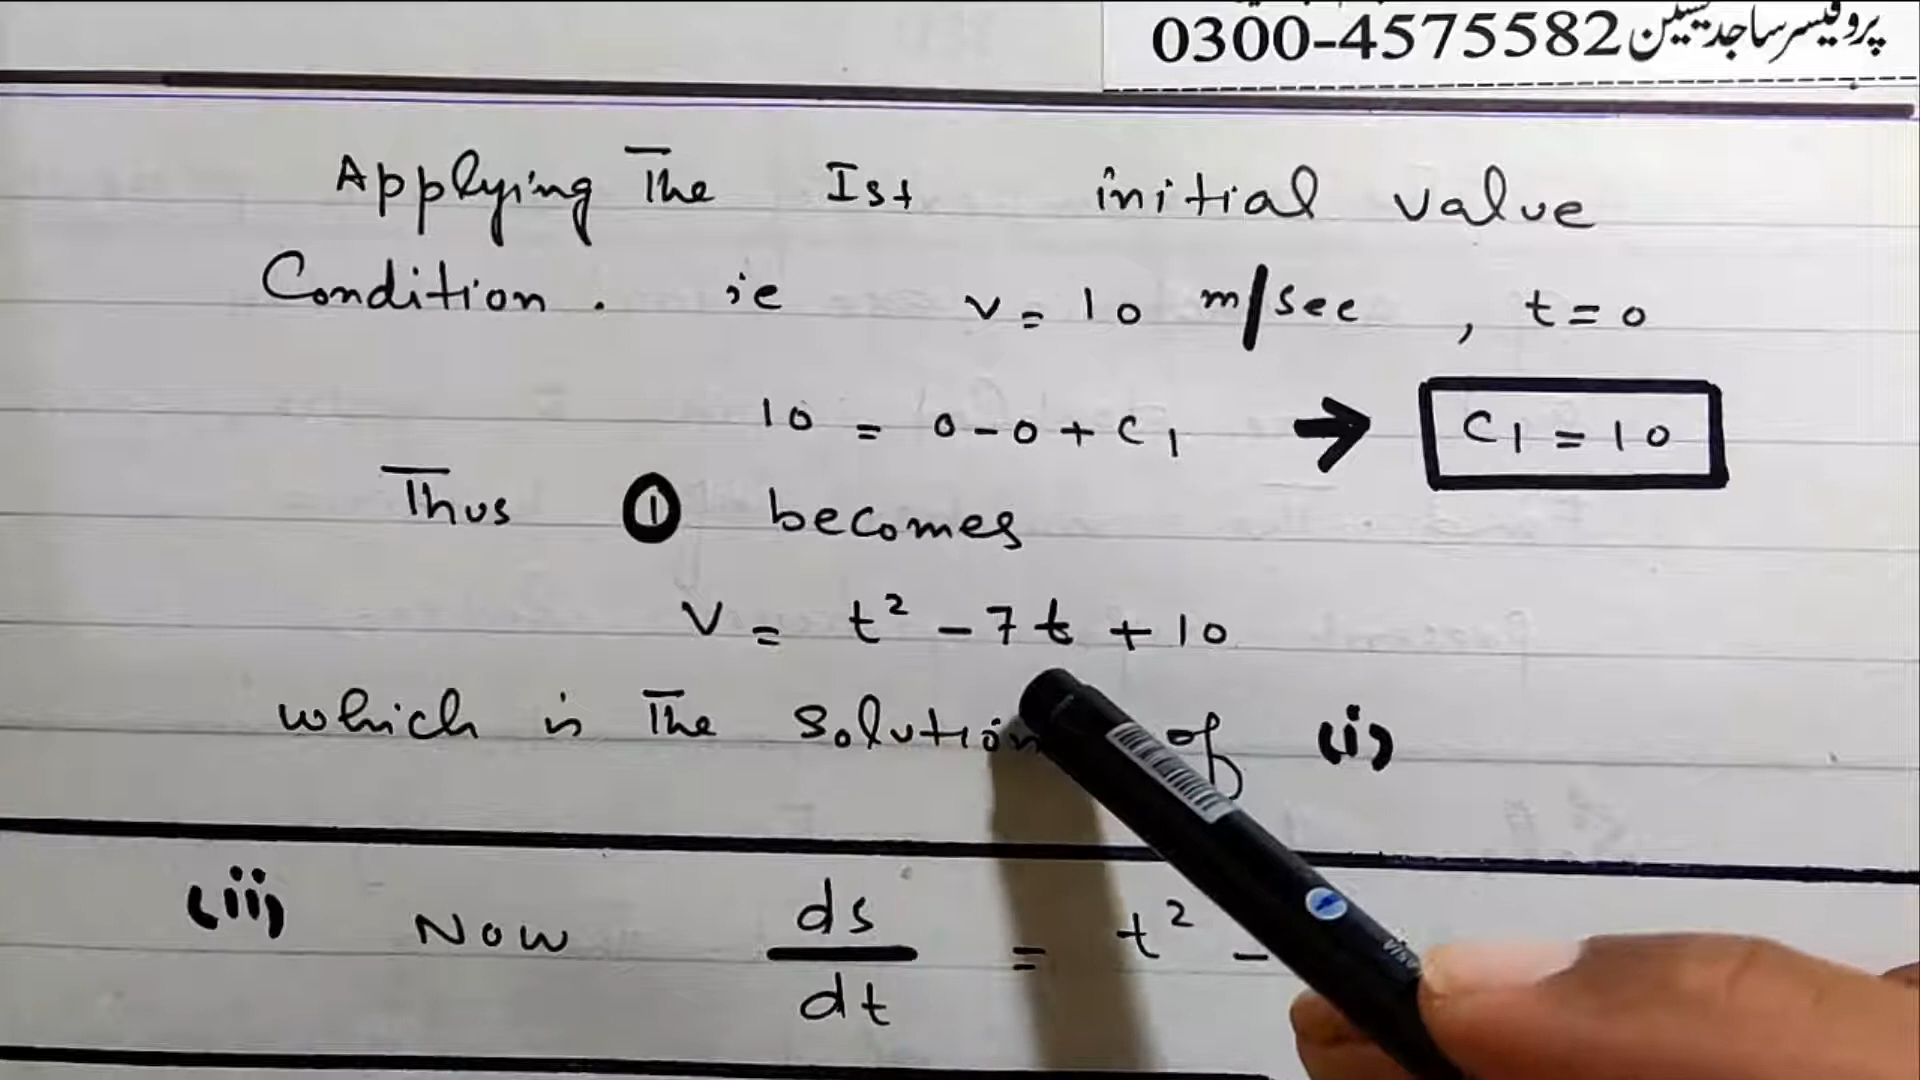 0300-4575582 پروفیسر ساجد یٰسین
Applying The Ist initial value
Condition . ie v = 10 m/sec , t = 0
10 = 0 - 0 + C1 → C1 = 10
Thus ① becomes
V = t² - 7t + 10
which is the Solution of (i)
(ii) Now ds/dt = t² -